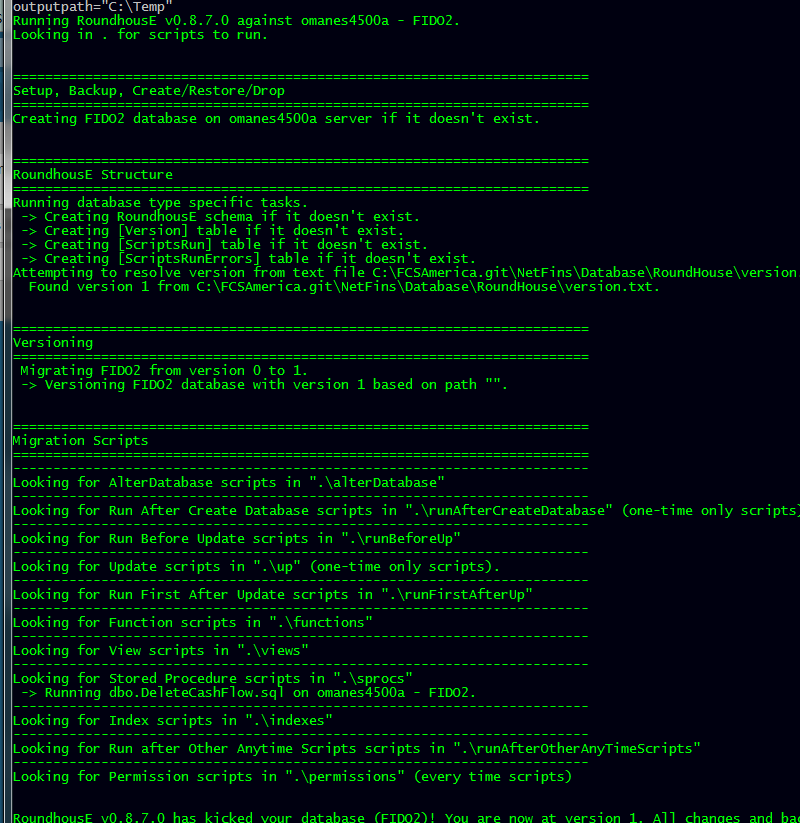 outputpath="C:\Temp"
Running RoundhousE v0.8.7.0 against omanes4500a - FIDO2.
Looking in . for scripts to run.
========================================================================
Setup, Backup, Create/Restore/Drop
========================================================================
Creating FIDO2 database on omanes4500a server if it doesn't exist.
========================================================================
RoundhousE Structure
========================================================================
Running database type specific tasks.
-> Creating RoundhousE schema if it doesn't exist.
-> Creating [Version] table if it doesn't exist.
-> Creating [ScriptsRun] table if it doesn't exist.
-> Creating [ScriptsRunErrors] table if it doesn't exist.
Attempting to resolve version from text file C:\FCSAmerica.git\NetFins\Database\RoundHouse\version
Found version 1 from C:\FCSAmerica.git\NetFins\Database\RoundHouse\version.txt.
========================================================================
Versioning
========================================================================
Migrating FIDO2 from version 0 to 1.
-> Versioning FIDO2 database with version 1 based on path "".
========================================================================
Migration Scripts
========================================================================
------------------------------------------------------------------------
Looking for AlterDatabase scripts in ".\alterDatabase"
------------------------------------------------------------------------
Looking for Run After Create Database scripts in ".\runAfterCreateDatabase" (one-time only scripts)
------------------------------------------------------------------------
Looking for Run Before Update scripts in ".\runBeforeUp"
------------------------------------------------------------------------
Looking for Update scripts in ".\up" (one-time only scripts).
------------------------------------------------------------------------
Looking for Run First After Update scripts in ".\runFirstAfterUp"
------------------------------------------------------------------------
Looking for Function scripts in ".\functions"
------------------------------------------------------------------------
Looking for View scripts in ".\views"
------------------------------------------------------------------------
Looking for Stored Procedure scripts in ".\sprocs"
-> Running dbo.DeleteCashFlow.sql on omanes4500a - FIDO2.
------------------------------------------------------------------------
Looking for Index scripts in ".\indexes"
------------------------------------------------------------------------
Looking for Run after Other Anytime Scripts scripts in ".\runAfterOtherAnyTimeScripts"
------------------------------------------------------------------------
Looking for Permission scripts in ".\permissions" (every time scripts)
RoundhousE v0.8.7.0 has kicked your database (FIDO2)! You are now at version 1. All changes and bac